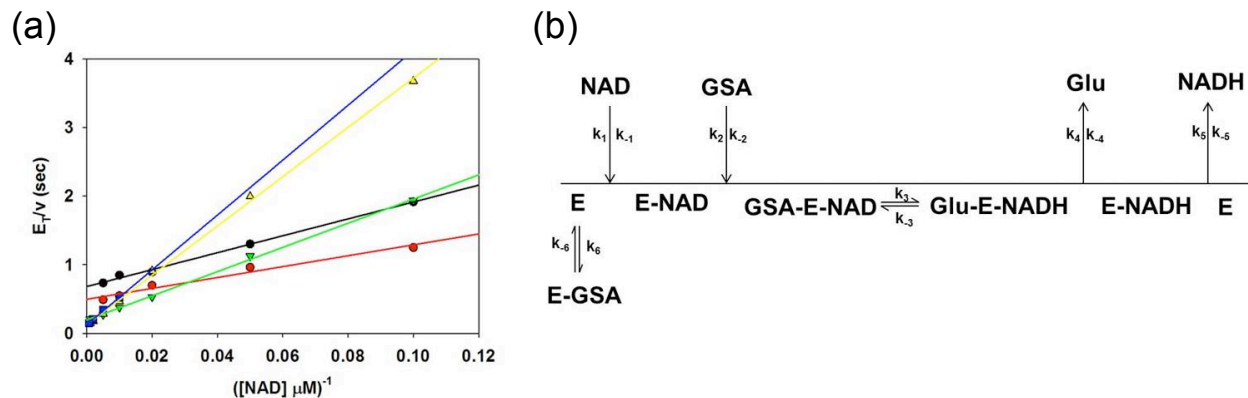 (a)
4
3
2
1
0
E_T/v (sec)
0.00 0.02 0.04 0.06 0.08 0.10 0.12
([NAD] µM)⁻¹
(b)
NAD GSA Glu NADH
k₁ k₋₁ k₂ k₋₂ k₄ k₋₄ k₅ k₋₅
E E-NAD GSA-E-NAD k₃ k₋₃ Glu-E-NADH E-NADH E
k₋₆ k₆
E-GSA